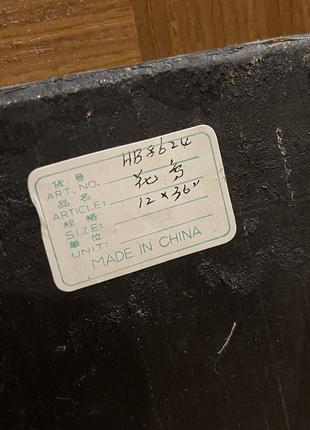 货号 HB8624
ART.NO.
品名 花鸟
ARTICLE:
规格 12 x 36"
SIZE:
单位
UNIT:
MADE IN CHINA